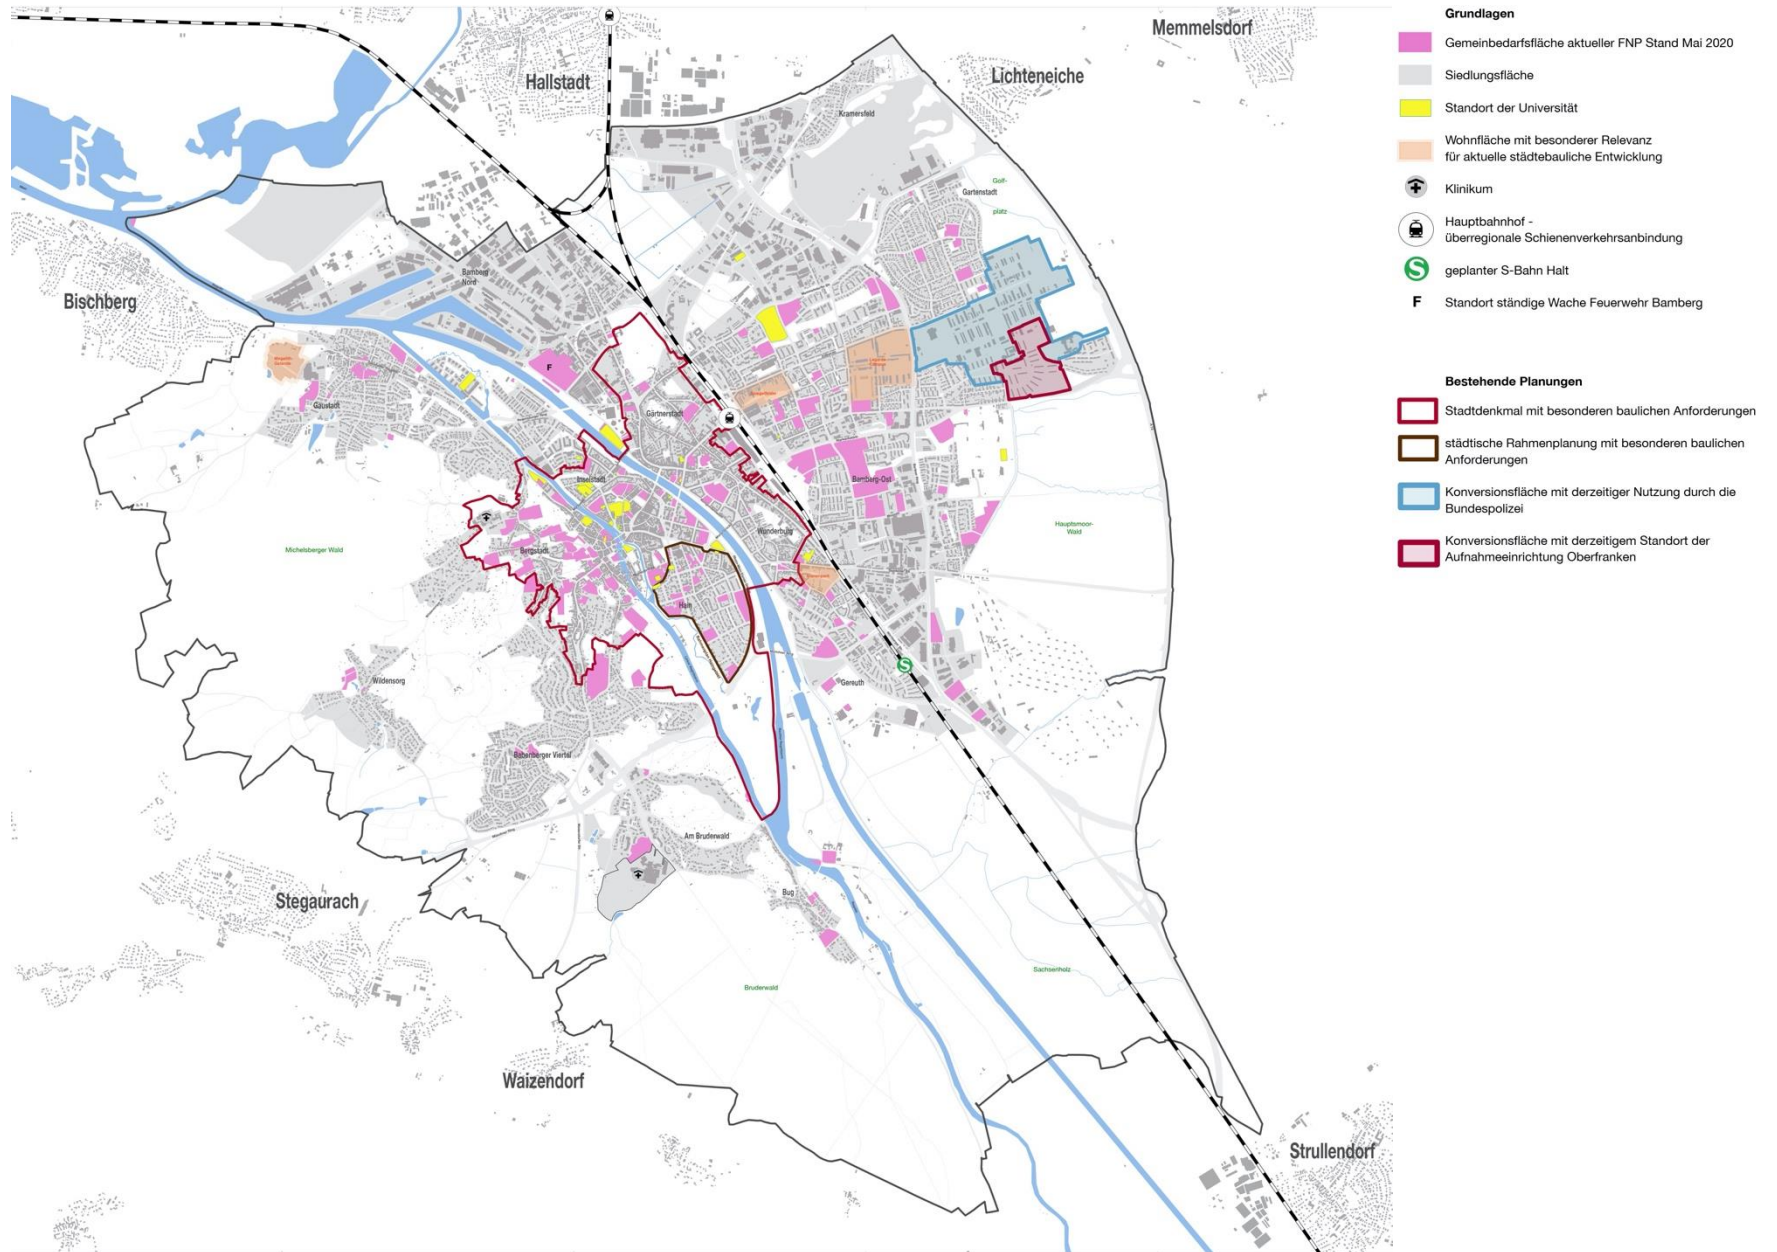 Memmelsdorf
Hallstadt
Lichteneiche
Kramersfeld
Golf-
platz
Gartenstadt
Bamberg
Nord
Bischberg
Gaustadt
F
Gärtnerstadt
Inselstadt
Bamberg-Ost
Wunderburg
Hauptsmoor-
Wald
Michelsberger Wald
Bergstadt
Hain
S
Wildensorg
Gereuth
Babenberger Viertel
Am Bruderwald
Stegaurach
Bug
Sachsenholz
Bruderwald
Waizendorf
Strullendorf
Grundlagen
Gemeinbedarfsfläche aktueller FNP Stand Mai 2020
Siedlungsfläche
Standort der Universität
Wohnfläche mit besonderer Relevanz
für aktuelle städtebauliche Entwicklung
Klinikum
Hauptbahnhof -
überregionale Schienenverkehrsanbindung
S geplanter S-Bahn Halt
F Standort ständige Wache Feuerwehr Bamberg
Bestehende Planungen
Stadtdenkmal mit besonderen baulichen Anforderungen
städtische Rahmenplanung mit besonderen baulichen
Anforderungen
Konversionsfläche mit derzeitiger Nutzung durch die
Bundespolizei
Konversionsfläche mit derzeitigem Standort der
Aufnahmeeinrichtung Oberfranken